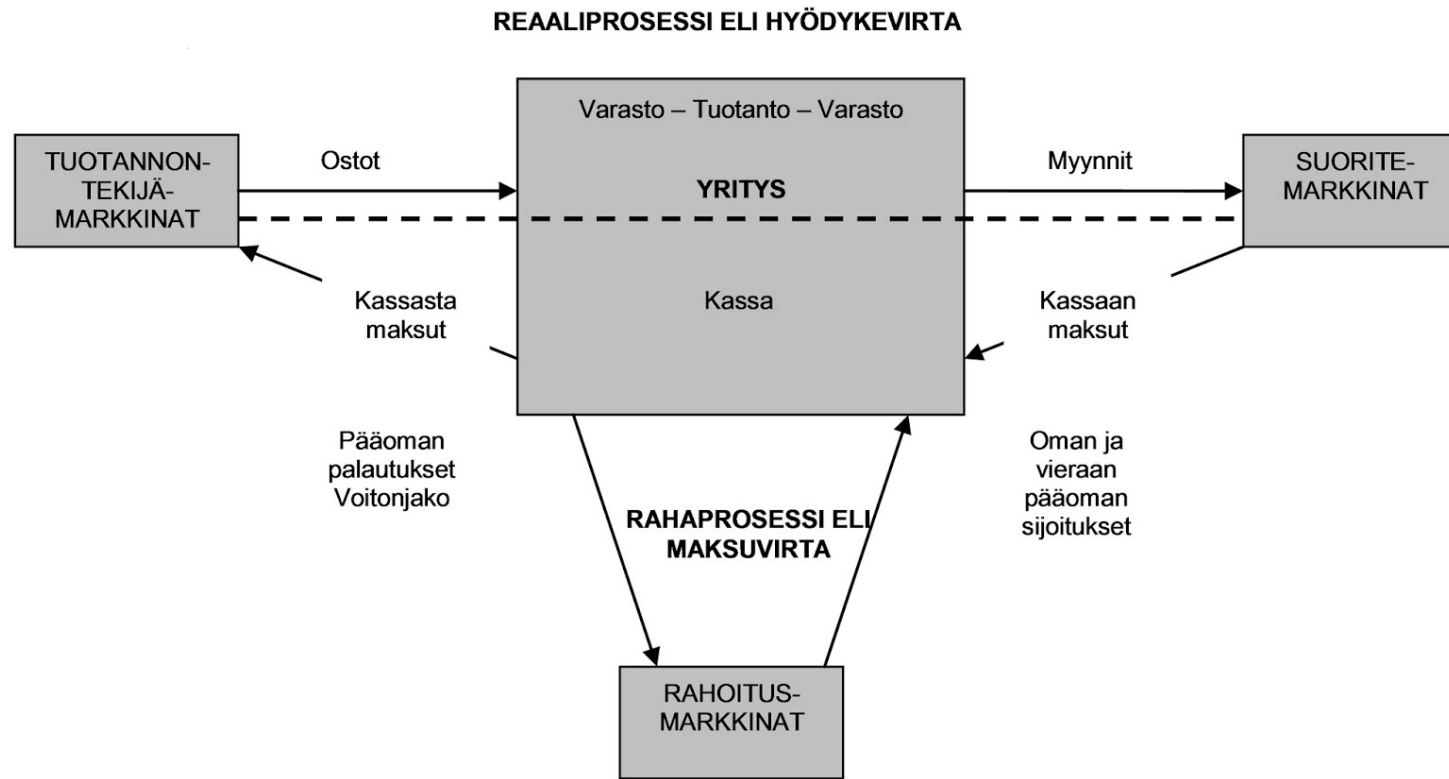 REAALIPROSESSI ELI HYÖDYKEVIRTA
Varasto – Tuotanto – Varasto
TUOTANNON-
TEKIJÄ-
MARKKINAT
Ostot
YRITYS
Myynnit
SUORITE-
MARKKINAT
Kassasta
maksut
Kassa
Kassaan
maksut
Pääoman
palautukset
Voitonjako
RAHAPROSESSI ELI
MAKSUVIRTA
Oman ja
vieraan
pääoman
sijoitukset
RAHOITUS-
MARKKINAT